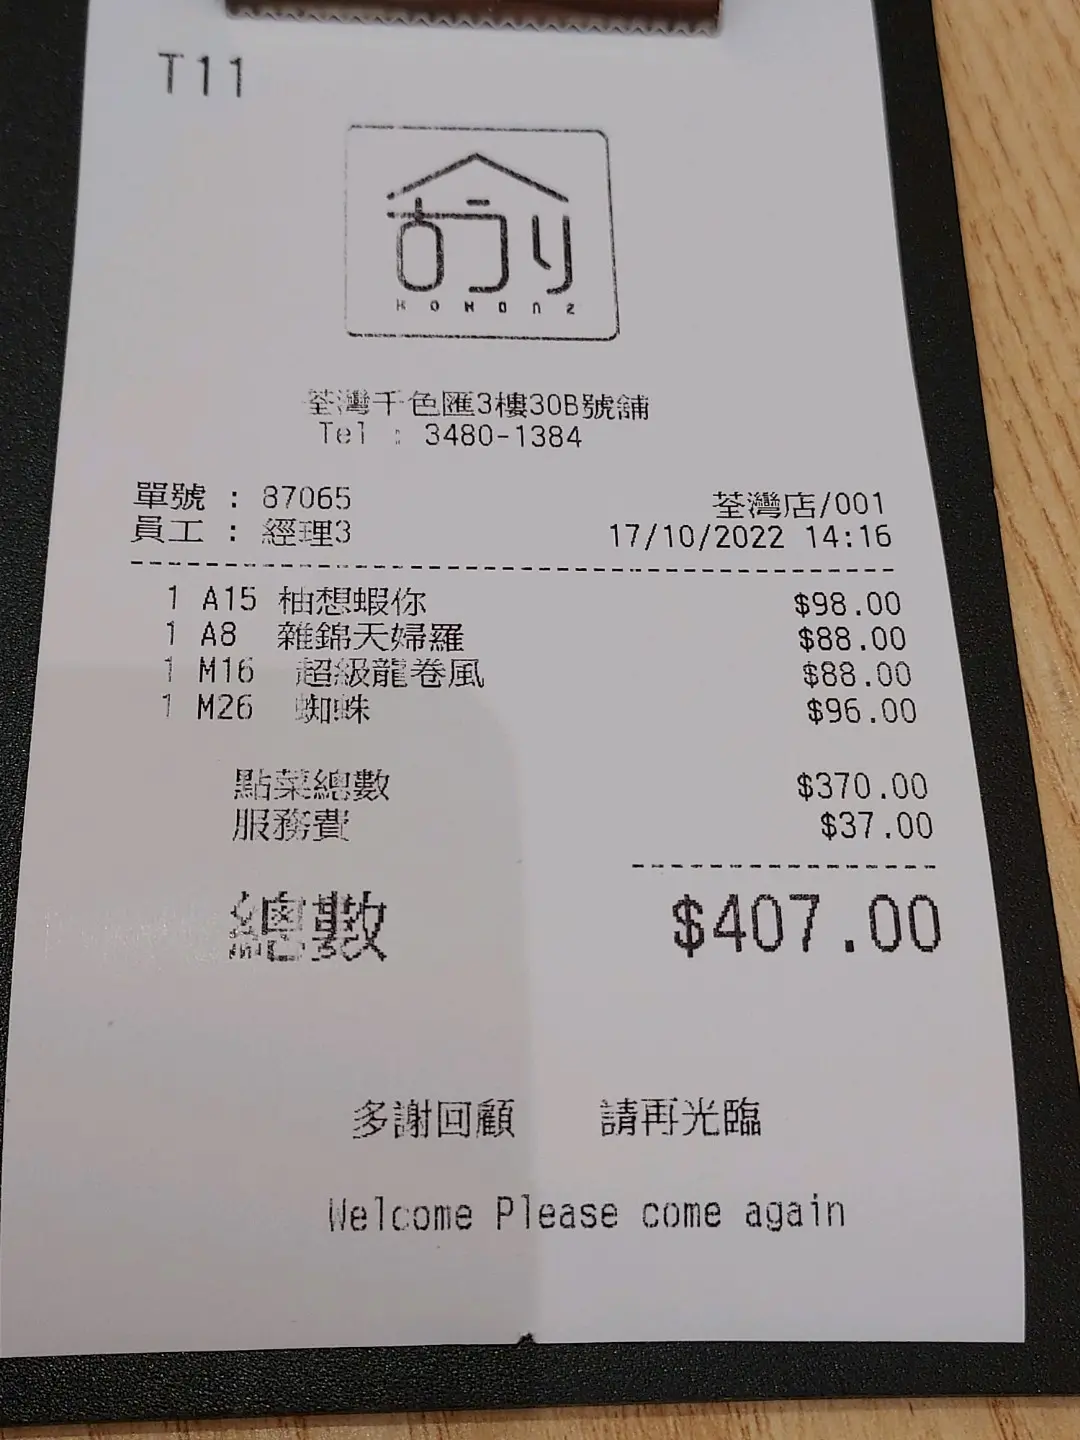 T11
古つり
KOMONZ
荃灣千色匯3樓30B號舖
Tel : 3480-1384
單號 : 87065 荃灣店/001
員工 : 經理3 17/10/2022 14:16
1 A15 柚想蝦你 $98.00
1 A8 雜錦天婦羅 $88.00
1 M16 超級龍卷風 $88.00
1 M26 蜘蛛 $96.00
點菜總數 $370.00
服務費 $37.00
總數 $407.00
多謝回顧 請再光臨
Welcome Please come again